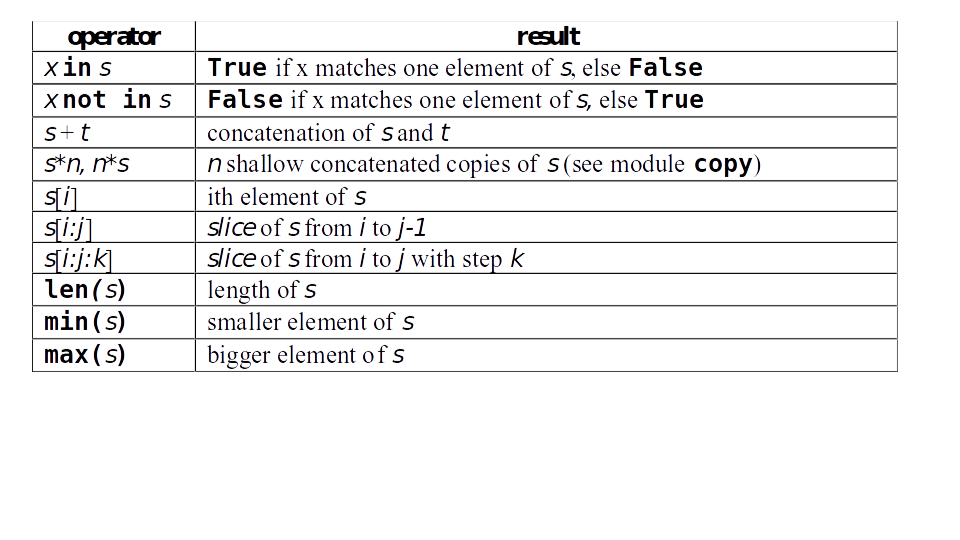 operator result
x in s True if x matches one element of s, else False
x not in s False if x matches one element of s, else True
s + t concatenation of s and t
s*n, n*s n shallow concatenated copies of s (see module copy)
s[i] ith element of s
s[i:j] slice of s from i to j-1
s[i:j:k] slice of s from i to j with step k
len(s) length of s
min(s) smaller element of s
max(s) bigger element of s